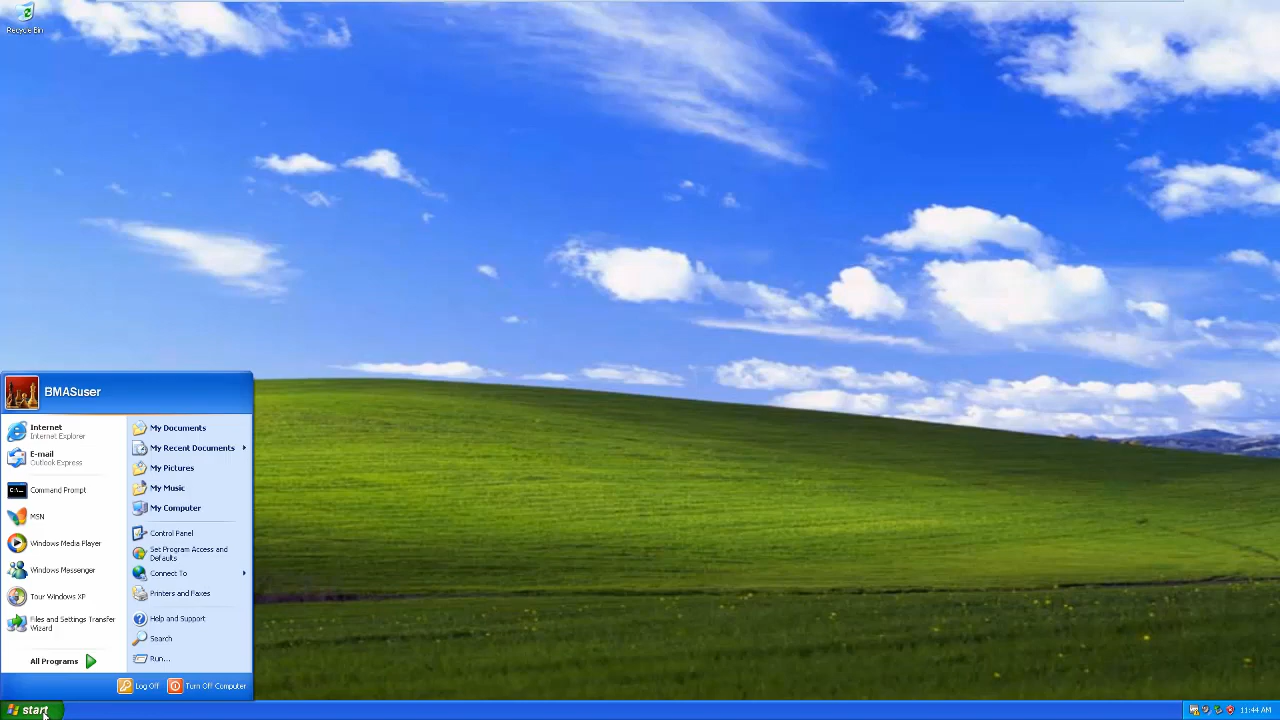 Recycle Bin
BMASuser
Internet
Internet Explorer
E-mail
Outlook Express
Command Prompt
MSN
Windows Media Player
Windows Messenger
Tour Windows XP
Files and Settings Transfer
Wizard
All Programs
My Documents
My Recent Documents
My Pictures
My Music
My Computer
Control Panel
Set Program Access and
Defaults
Connect To
Printers and Faxes
Help and Support
Search
Run...
Log Off
Turn Off Computer
start
11:44 AM